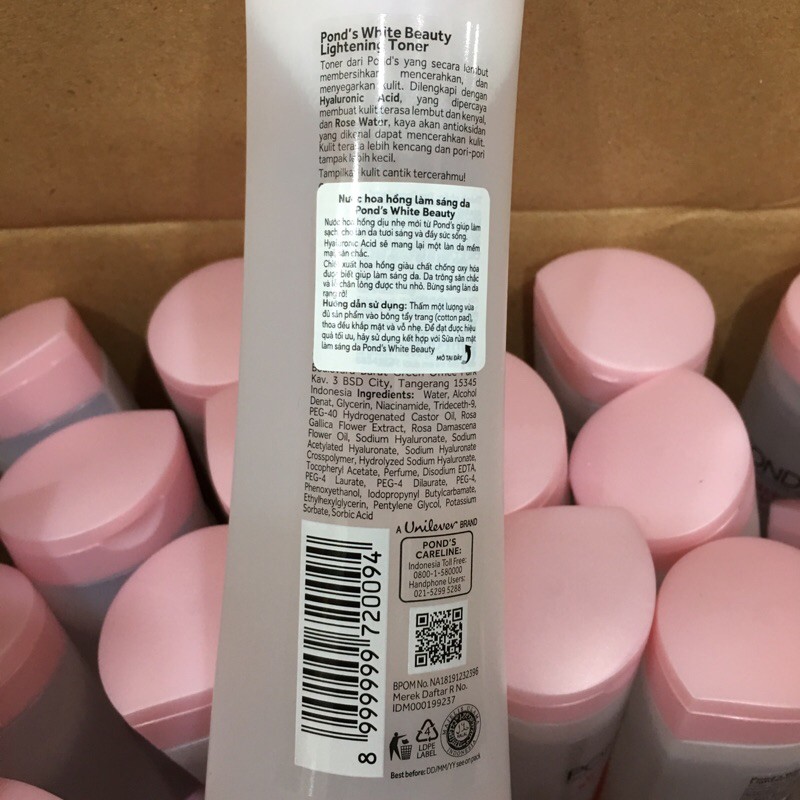 Pond's White Beauty
Lightening Toner
Toner dari Pond's yang secara lembut
membersihkan, mencerahkan, dan
menyegarkan kulit. Dilengkapi dengan
Hyaluronic Acid, yang dipercaya
membuat kulit terasa lembut dan kenyal,
dan Rose Water, kaya akan antioksidan
yang dikenal dapat mencerahkan kulit.
Kulit terasa lebih kencang dan pori-pori
tampak lebih kecil.
Tampilkan kulit cantik tercerahmu!
Nước hoa hồng làm sáng da
Pond's White Beauty
Nước hoa hồng dịu nhẹ mới từ Pond's giúp làm
sạch cho làn da tươi sáng và đầy sức sống.
Hyaluronic Acid sẽ mang lại một làn da mềm
mại, săn chắc.
Chiết xuất hoa hồng giàu chất chống oxy hóa
được biết giúp làm sáng da. Da trông săn chắc
và lỗ chân lông được thu nhỏ. Bừng sáng làn da
rạng rỡ!
Hướng dẫn sử dụng: Thấm một lượng vừa
đủ sản phẩm vào bông tẩy trang (cotton pad),
thoa đều khắp mặt và vỗ nhẹ. Để đạt được hiệu
quả tối ưu, hãy sử dụng kết hợp với Sữa rửa mặt
làm sáng da Pond's White Beauty
MỞ TẠI ĐÂY
Kav. 3 BSD City, Tangerang 15345
Indonesia Ingredients: Water, Alcohol
Denat, Glycerin, Niacinamide, Trideceth-9,
PEG-40 Hydrogenated Castor Oil, Rosa
Gallica Flower Extract, Rosa Damascena
Flower Oil, Sodium Hyaluronate, Sodium
Acetylated Hyaluronate, Sodium Hyaluronate
Crosspolymer, Hydrolyzed Sodium Hyaluronate,
Tocopheryl Acetate, Perfume, Disodium EDTA,
PEG-4 Laurate, PEG-4 Dilaurate, PEG-4,
Phenoxyethanol, Iodopropynyl Butylcarbamate,
Ethylhexylglycerin, Pentylene Glycol, Potassium
Sorbate, Sorbic Acid
A Unilever BRAND
POND'S
CARELINE:
Indonesia Toll Free:
0800-1-580000
Handphone Users:
021-5299 5288
8 999999 720094
BPOM No. NA18191232396
Merek Daftar R No.
IDM000199237
4
LDPE
LABEL
Best before: DD/MM/YY see on pack